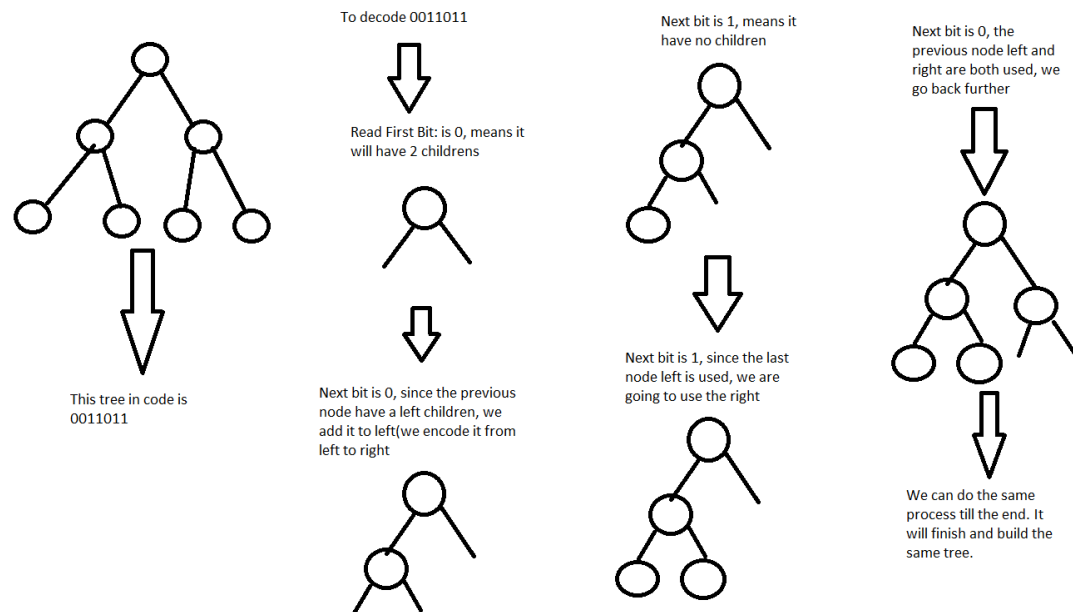 This tree in code is
0011011
To decode 0011011
Read First Bit: is 0, means it
will have 2 childrens
Next bit is 0, since the previous
node have a left children, we
add it to left(we encode it from
left to right
Next bit is 1, means it
have no children
Next bit is 1, since the last
node left is used, we are
going to use the right
Next bit is 0, the
previous node left and
right are both used, we
go back further
We can do the same
process till the end. It
will finish and build the
same tree.